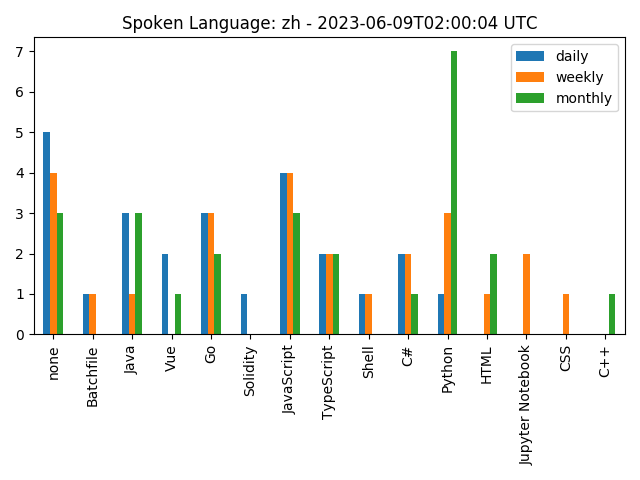 Spoken Language: zh - 2023-06-09T02:00:04 UTC
daily
weekly
monthly
7
6
5
4
3
2
1
0
none
Batchfile
Java
Vue
Go
Solidity
JavaScript
TypeScript
Shell
C#
Python
HTML
Jupyter Notebook
CSS
C++